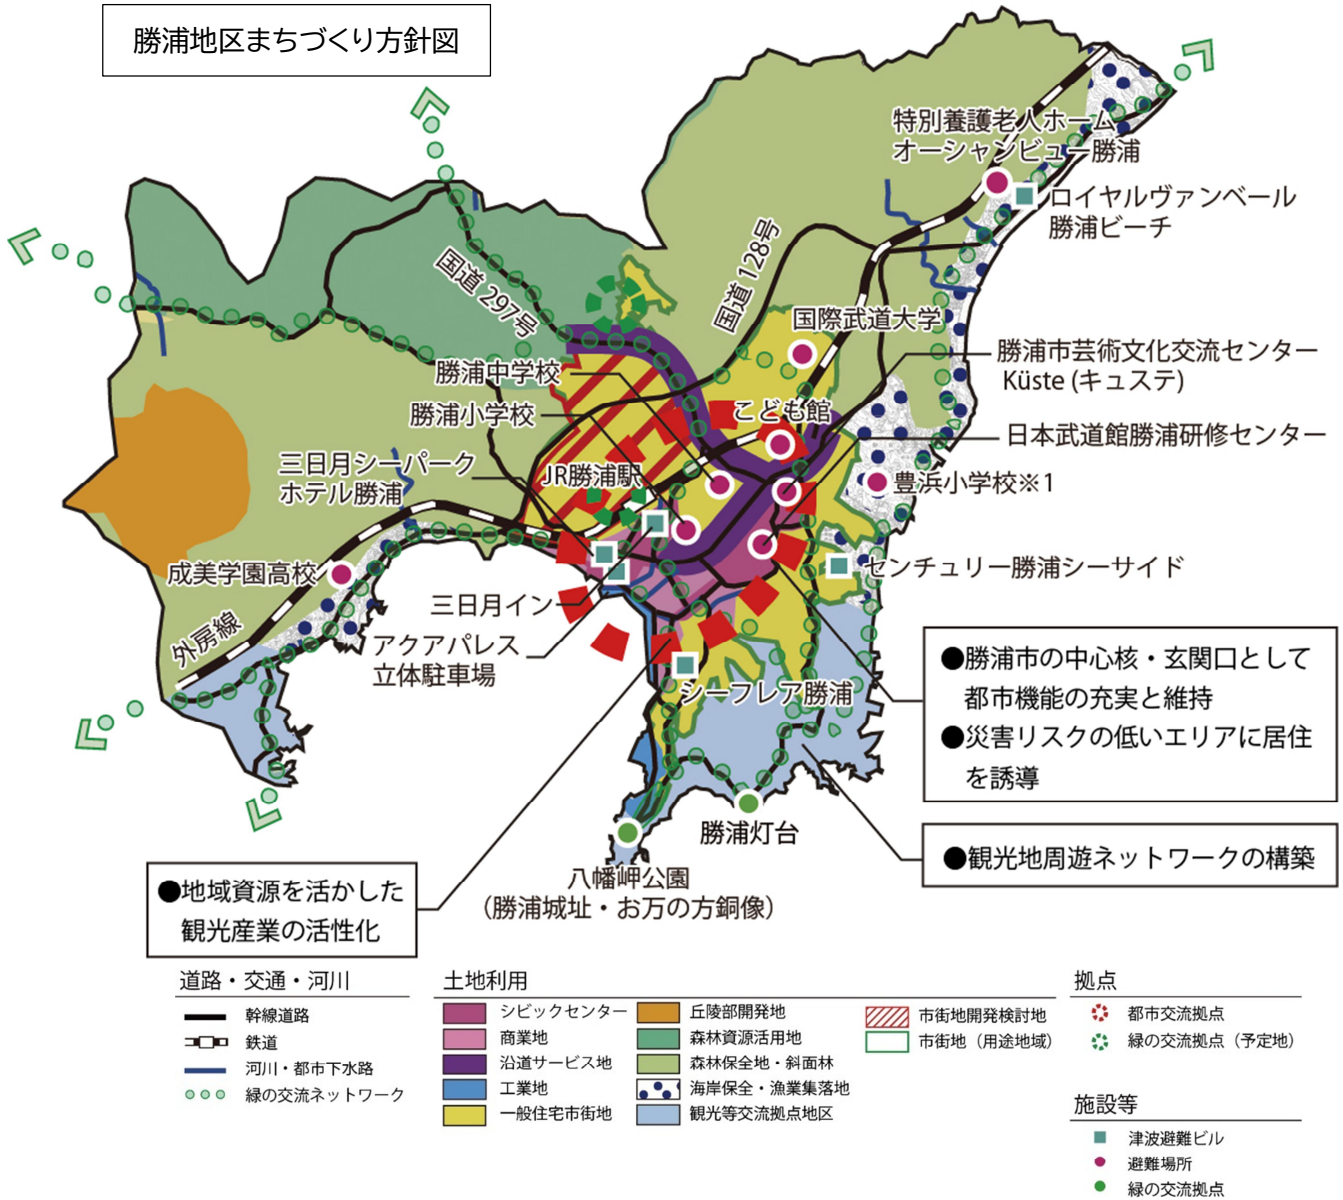 勝浦地区まちづくり方針図
特別養護老人ホーム
オーシャンビュー勝浦
ロイヤルヴァンベール
勝浦ビーチ
国道 128号
国道 297号
国際武道大学
勝浦市芸術文化交流センター
Küste (キュステ)
勝浦中学校
こども館
勝浦小学校
日本武道館勝浦研修センター
三日月シーパーク
ホテル勝浦
JR勝浦駅
豊浜小学校※1
成美学園高校
センチュリー勝浦シーサイド
三日月イン
外房線
アクアパレス
立体駐車場
シーフレア勝浦
●勝浦市の中心核・玄関口として
都市機能の充実と維持
●災害リスクの低いエリアに居住
を誘導
勝浦灯台
●観光地周遊ネットワークの構築
八幡岬公園
（勝浦城址・お万の方銅像）
●地域資源を活かした
観光産業の活性化
道路・交通・河川
幹線道路
鉄道
河川・都市下水路
緑の交流ネットワーク
土地利用
シビックセンター
商業地
沿道サービス地
工業地
一般住宅市街地
丘陵部開発地
森林資源活用地
森林保全地・斜面林
海岸保全・漁業集落地
観光等交流拠点地区
市街地開発検討地
市街地（用途地域）
拠点
都市交流拠点
緑の交流拠点（予定地）
施設等
津波避難ビル
避難場所
緑の交流拠点